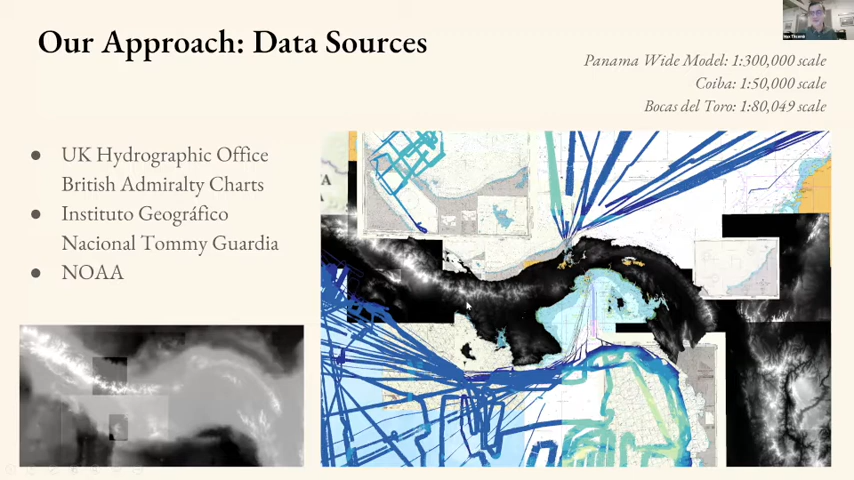 Our Approach: Data Sources
Panama Wide Model: 1:300,000 scale
Coiba: 1:50,000 scale
Bocas del Toro: 1:80,049 scale
● UK Hydrographic Office
British Admiralty Charts
● Instituto Geográfico
Nacional Tommy Guardia
● NOAA